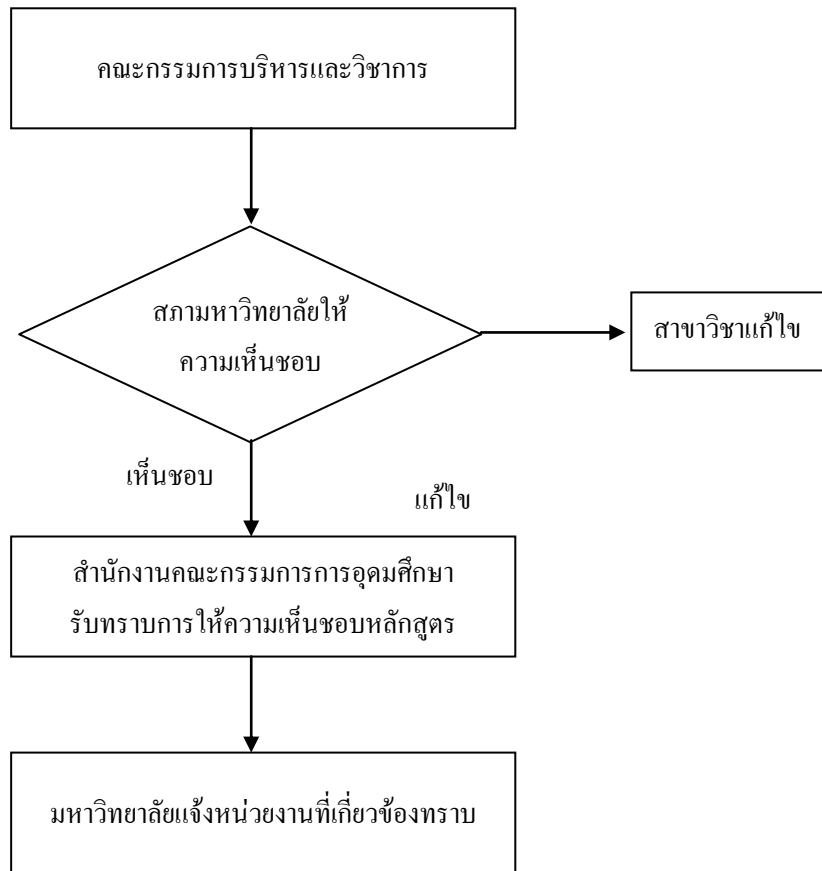 คณะกรรมการบริหารและวิชาการ
สภามหาวิทยาลัยให้
ความเห็นชอบ
สาขาวิชาแก้ไข
เห็นชอบ
แก้ไข
สำนักงานคณะกรรมการการอุดมศึกษา
รับทราบการให้ความเห็นชอบหลักสูตร
มหาวิทยาลัยแจ้งหน่วยงานที่เกี่ยวข้องทราบ